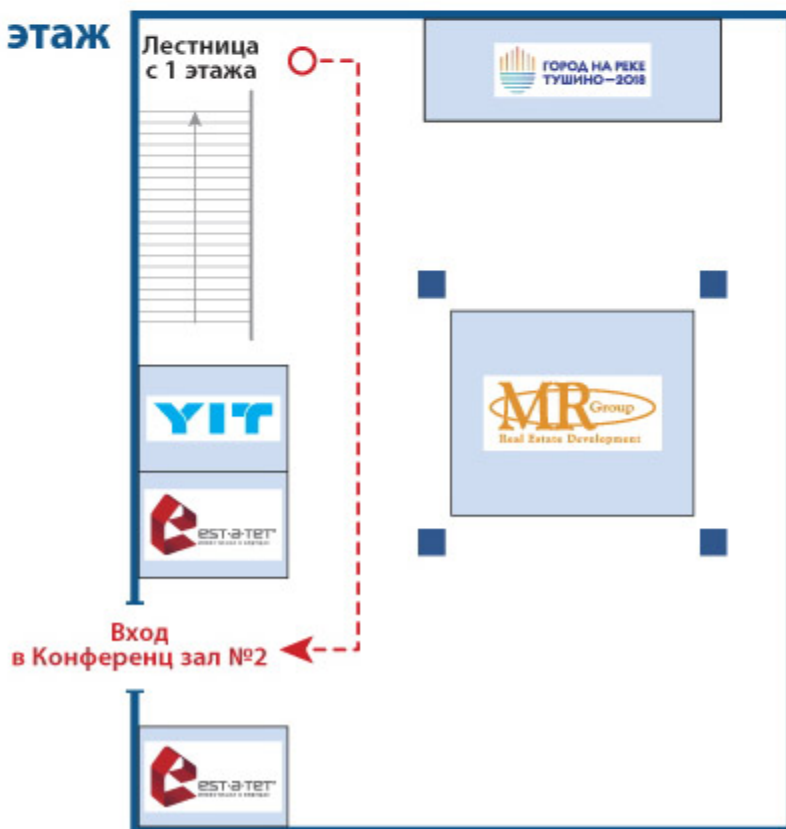 этаж
Лестница
с 1 этажа
ГОРОД НА РЕКЕ
ТУШИНО—2018
YIT
MR Group
Real Estate Development
est-a-tet
Вход
в Конференц зал №2
est-a-tet